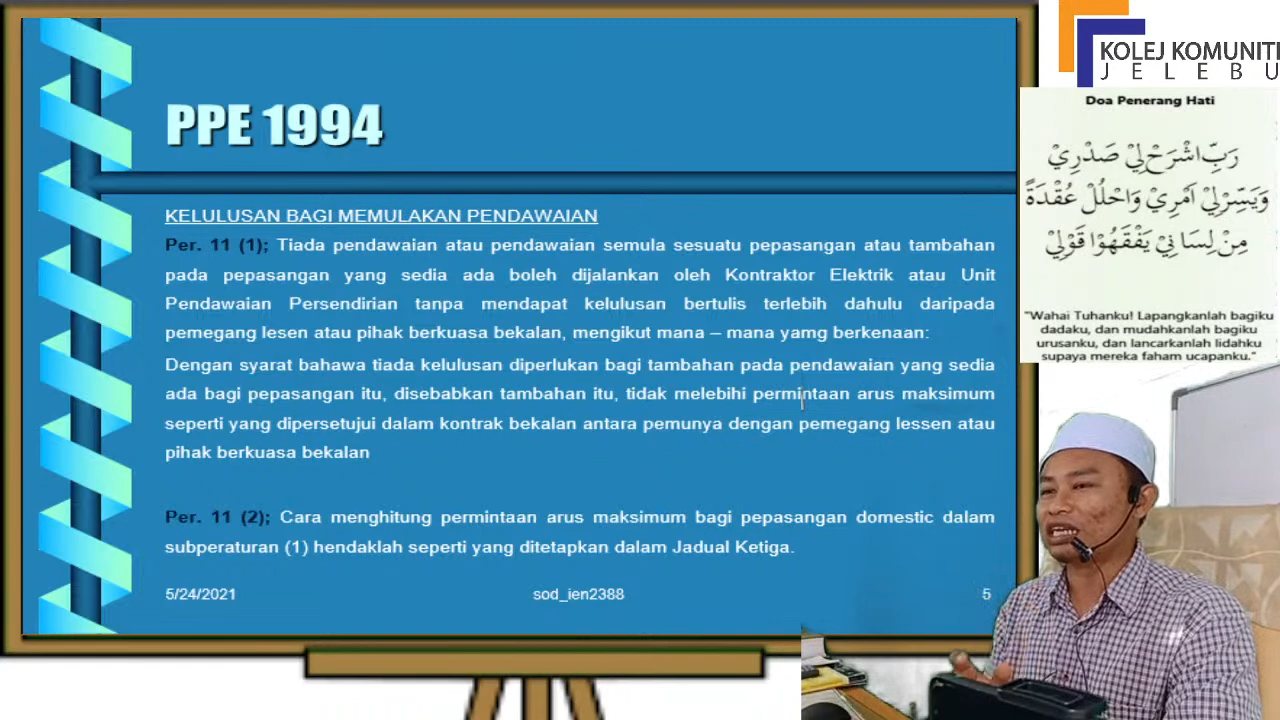 PPE 1994
KELULUSAN BAGI MEMULAKAN PENDAWAIAN
Per. 11 (1); Tiada pendawaian atau pendawaian semula sesuatu pepasangan atau tambahan
pada pepasangan yang sedia ada boleh dijalankan oleh Kontraktor Elektrik atau Unit
Pendawaian Persendirian tanpa mendapat kelulusan bertulis terlebih dahulu daripada
pemegang lesen atau pihak berkuasa bekalan, mengikut mana – mana yamg berkenaan:
Dengan syarat bahawa tiada kelulusan diperlukan bagi tambahan pada pendawaian yang sedia
ada bagi pepasangan itu, disebabkan tambahan itu, tidak melebihi permintaan arus maksimum
seperti yang dipersetujui dalam kontrak bekalan antara pemunya dengan pemegang lessen atau
pihak berkuasa bekalan
Per. 11 (2); Cara menghitung permintaan arus maksimum bagi pepasangan domestic dalam
subperaturan (1) hendaklah seperti yang ditetapkan dalam Jadual Ketiga.
5/24/2021
sod_ien2388
5
KOLEJ KOMUNITI
JELEBU
Doa Penerang Hati
رَبِّ اشْرَحْ لِيْ صَدْرِيْ
وَيَسِّرْ لِيْ اَمْرِيْ وَاحْلُلْ عُقْدَةً
مِنْ لِسَانِيْ يَفْقَهُوْا قَوْلِيْ
"Wahai Tuhanku! Lapangkanlah bagiku
dadaku, dan mudahkanlah bagiku
urusanku, dan lancarkanlah lidahku
supaya mereka faham ucapanku."